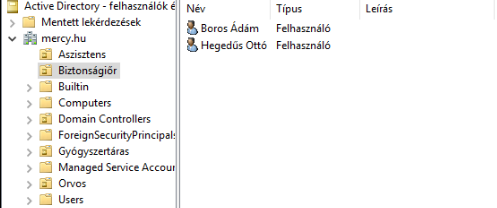 Active Directory - felhasználók é
Mentett lekérdezések
mercy.hu
Aszisztens
Biztonságiőr
Builtin
Computers
Domain Controllers
ForeignSecurityPrincipals
Gyógyszertáras
Managed Service Accour
Orvos
Users
Név Típus Leírás
Boros Ádám Felhasználó
Hegedűs Ottó Felhasználó